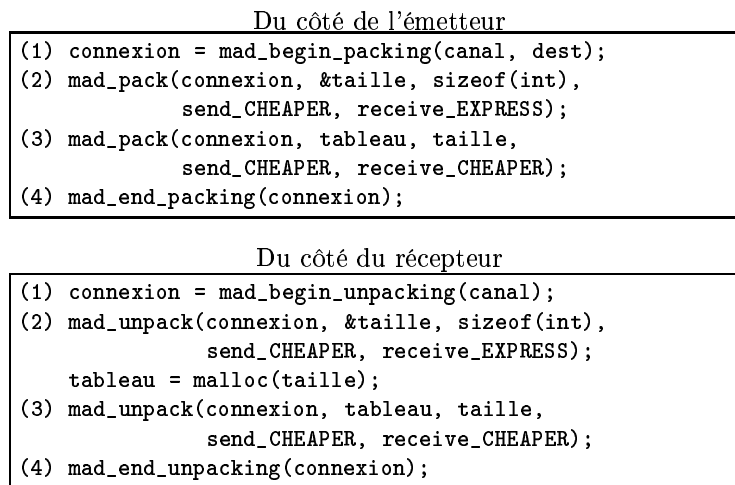 Du côté de l'émetteur
(1) connexion = mad_begin_packing(canal, dest);
(2) mad_pack(connexion, &taille, sizeof(int),
send_CHEAPER, receive_EXPRESS);
(3) mad_pack(connexion, tableau, taille,
send_CHEAPER, receive_CHEAPER);
(4) mad_end_packing(connexion);
Du côté du récepteur
(1) connexion = mad_begin_unpacking(canal);
(2) mad_unpack(connexion, &taille, sizeof(int),
send_CHEAPER, receive_EXPRESS);
tableau = malloc(taille);
(3) mad_unpack(connexion, tableau, taille,
send_CHEAPER, receive_CHEAPER);
(4) mad_end_unpacking(connexion);